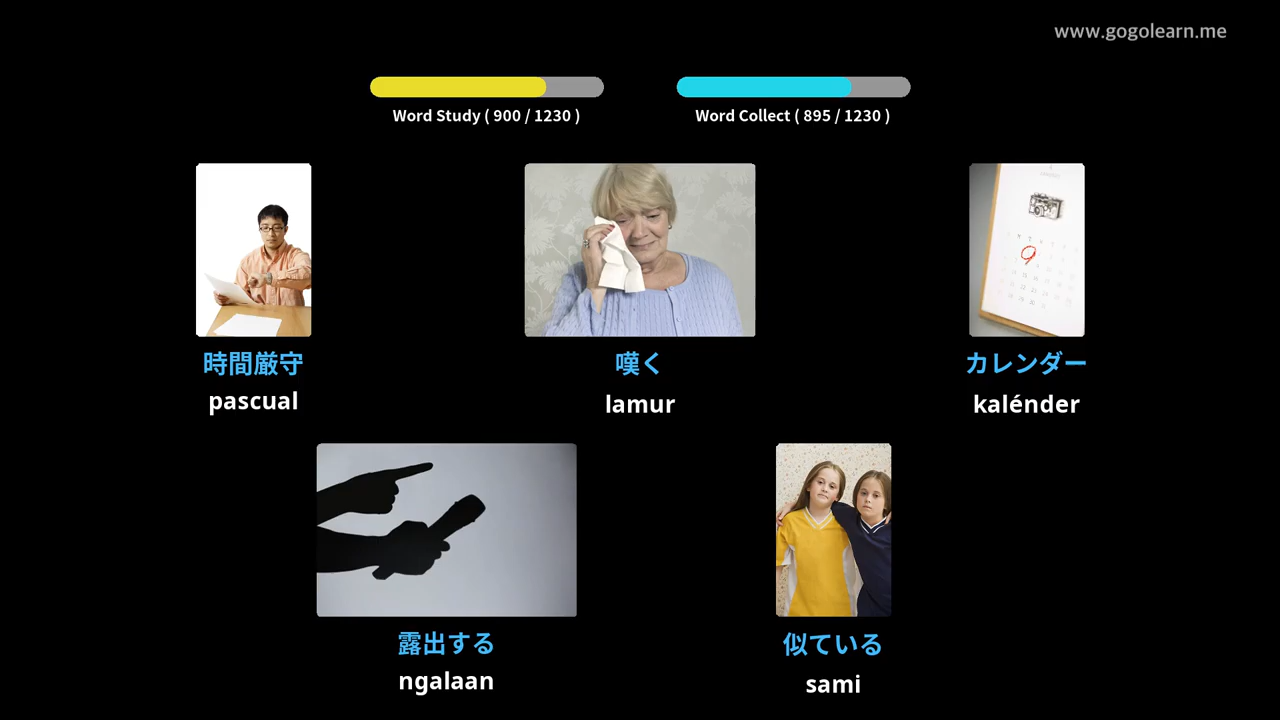 www.gogolearn.me
Word Study ( 900 / 1230 )
Word Collect ( 895 / 1230 )
時間厳守
pascual
嘆く
lamur
カレンダー
kalénder
露出する
ngalaan
似ている
sami